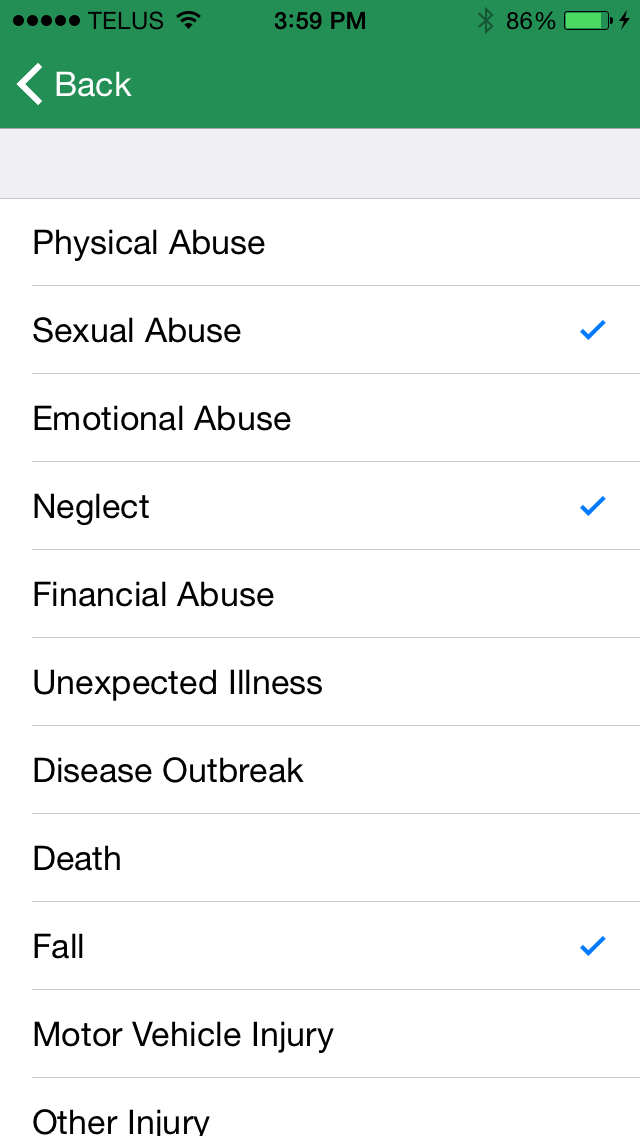 TELUS 3:59 PM 86%
Back
Physical Abuse
Sexual Abuse
Emotional Abuse
Neglect
Financial Abuse
Unexpected Illness
Disease Outbreak
Death
Fall
Motor Vehicle Injury
Other Injury